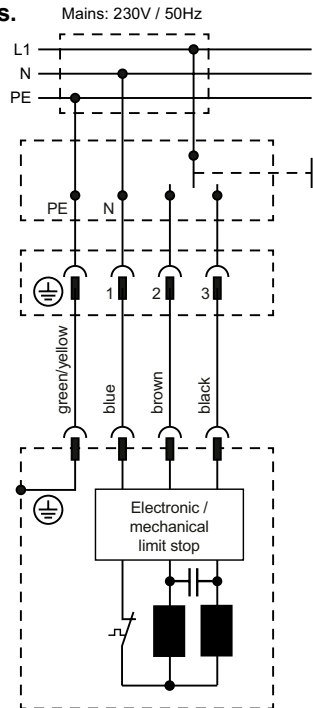 s.
Mains: 230V / 50Hz
L1
N
PE
PE N
1 2 3
green/yellow
blue
brown
black
Electronic /
mechanical
limit stop